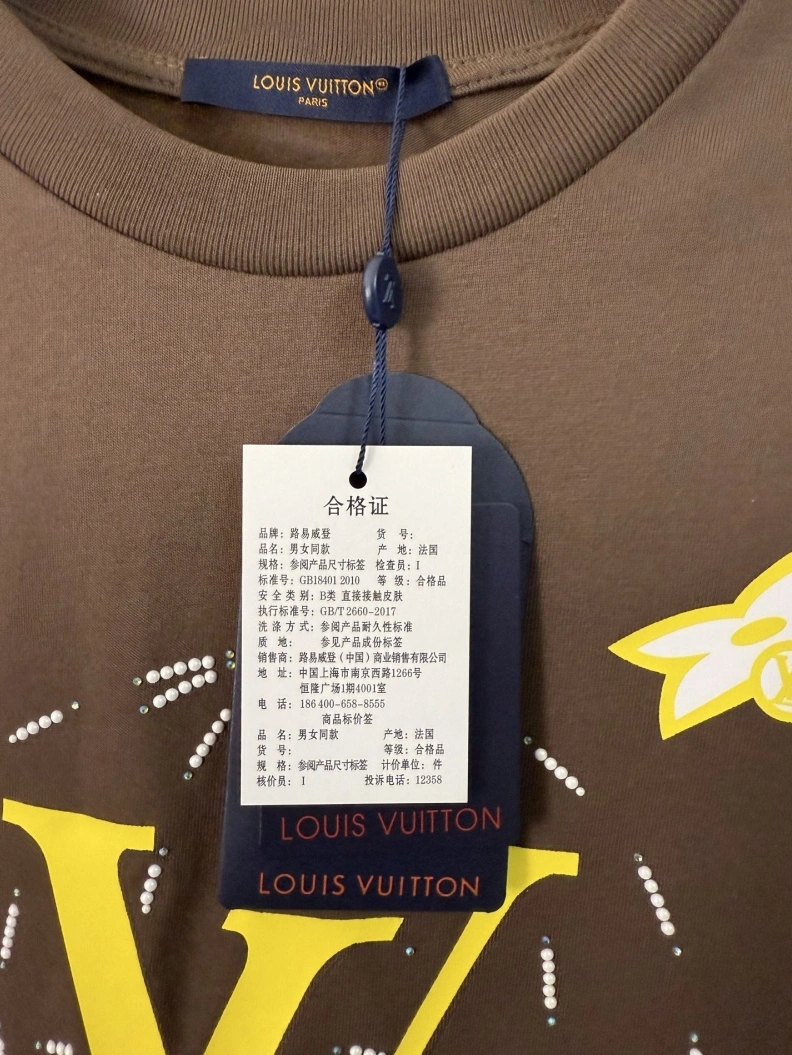 LOUIS VUITTON
PARIS
合格证
品牌: 路易威登 货 号:
品名: 男女同款 产 地: 法国
规格: 参阅产品尺寸标签 检查员: I
标准号: GB18401 2010 等 级: 合格品
安 全 类 别: B类 直接接触皮肤
执行标准号: GB/T 2660-2017
洗 涤 方 式: 参阅产品耐久性标准
质 地: 参见产品成份标签
销售商: 路易威登(中国)商业销售有限公司
地 址: 中国上海市南京西路1266号
恒隆广场1期4001室
电 话: 186 400-658-8555
商品标价签
品 名: 男女同款 产地: 法国
货 号: 等级: 合格品
规 格: 参阅产品尺寸标签 计价单位: 件
核价员: I 投诉电话: 12358
LOUIS VUITTON
LOUIS VUITTON